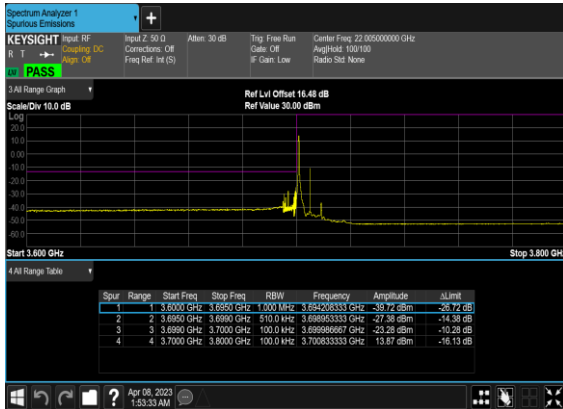 Spectrum Analyzer 1
Spurious Emissions
+
KEYSIGHT Input: RF Input Z: 50 Ω Atten: 30 dB Trig: Free Run Center Freq: 22.005000000 GHz
R T Coupling: DC Corrections: Off Gate: Off Avg|Hold: 100/100
Align: Off Freq Ref: Int (S) IF Gain: Low Radio Std: None
PASS
3 All Range Graph
Ref Lvl Offset 16.48 dB
Scale/Div 10.0 dB Ref Value 30.00 dBm
Log
20.0
10.0
0.00
-10.0
-20.0
-30.0
-40.0
-50.0
-60.0
Start 3.600 GHz Stop 3.800 GH
4 All Range Table
Spur Range Start Freq Stop Freq RBW Frequency Amplitude ΔLimit
1 1 3.6000 GHz 3.6950 GHz 1.000 MHz 3.694208333 GHz -39.72 dBm -26.72 dB
2 2 3.6950 GHz 3.6990 GHz 510.0 kHz 3.698953333 GHz -27.38 dBm -14.38 dB
3 3 3.6990 GHz 3.7000 GHz 100.0 kHz 3.699986667 GHz -23.28 dBm -10.28 dB
4 4 3.7000 GHz 3.8000 GHz 100.0 kHz 3.700833333 GHz 13.87 dBm -16.13 dB
? Apr 08, 2023
1:53:33 AM